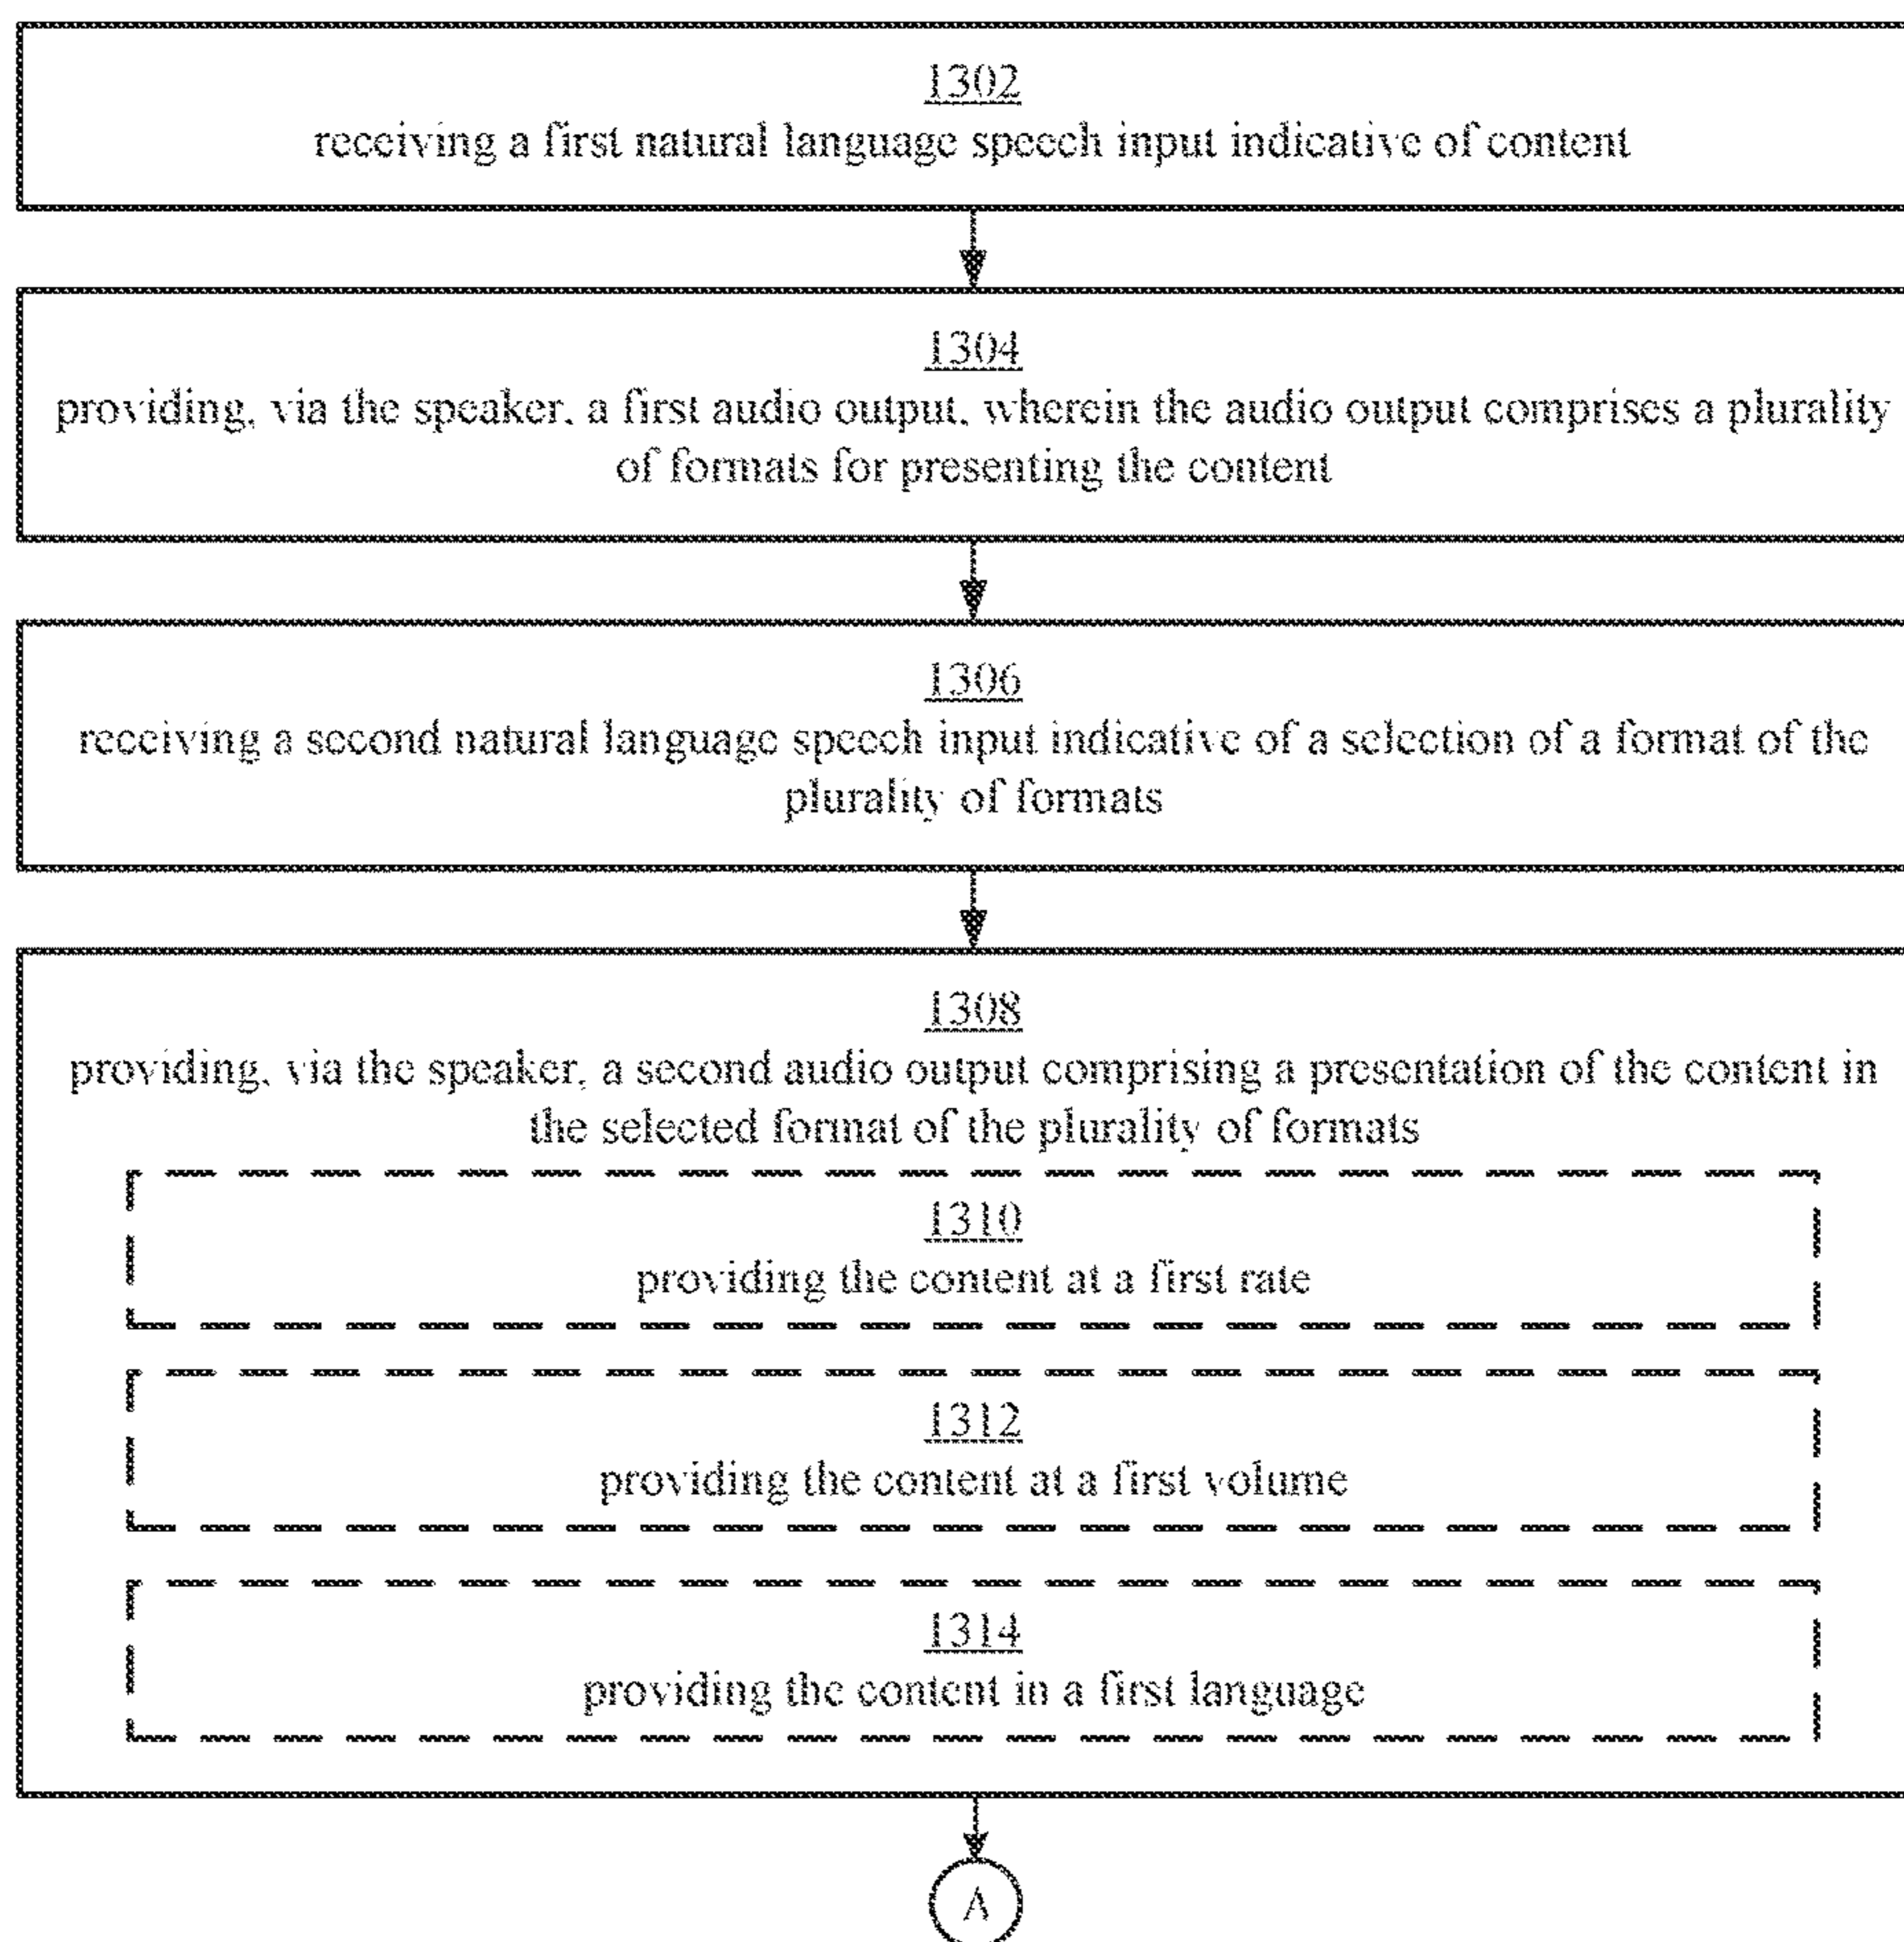 1302
receiving a first natural language speech input indicative of content
1304
providing, via the speaker, a first audio output, wherein the audio output comprises a plurality
of formats for presenting the content
1306
receiving a second natural language speech input indicative of a selection of a format of the
plurality of formats
1308
providing, via the speaker, a second audio output comprising a presentation of the content in
the selected format of the plurality of formats
1310
providing the content at a first rate
1312
providing the content at a first volume
1314
providing the content in a first language
A